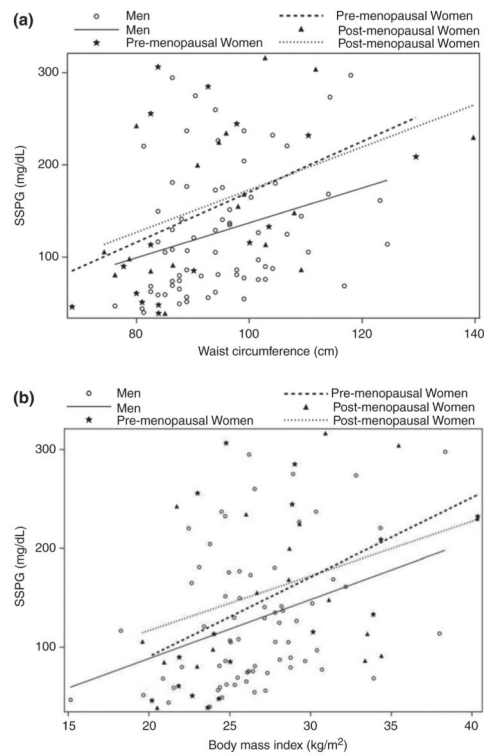 (a)
Men
Pre-menopausal Women
Men
Post-menopausal Women
Pre-menopausal Women
Post-menopausal Women
300
200
100
SSPG (mg/dL)
80
100
120
140
Waist circumference (cm)
(b)
Men
Pre-menopausal Women
Men
Post-menopausal Women
Pre-menopausal Women
Post-menopausal Women
300
200
100
SSPG (mg/dL)
15
20
25
30
35
40
Body mass index (kg/m²)